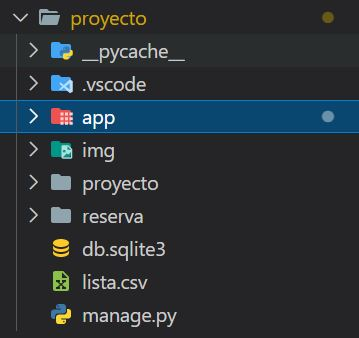 proyecto
__pycache__
.vscode
app
img
proyecto
reserva
db.sqlite3
lista.csv
manage.py